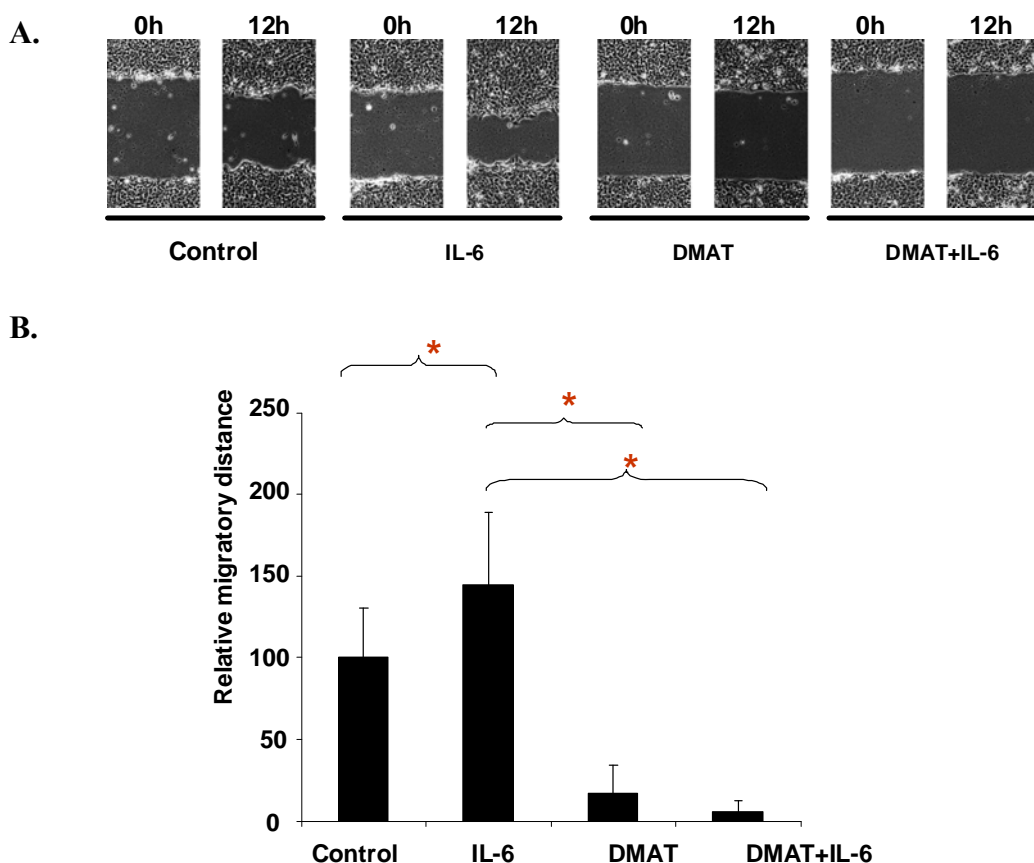 A.
0h 12h 0h 12h 0h 12h 0h 12h
Control IL-6 DMAT DMAT+IL-6
B.
*
*
*
Relative migratory distance
250
200
150
100
50
0
Control IL-6 DMAT DMAT+IL-6